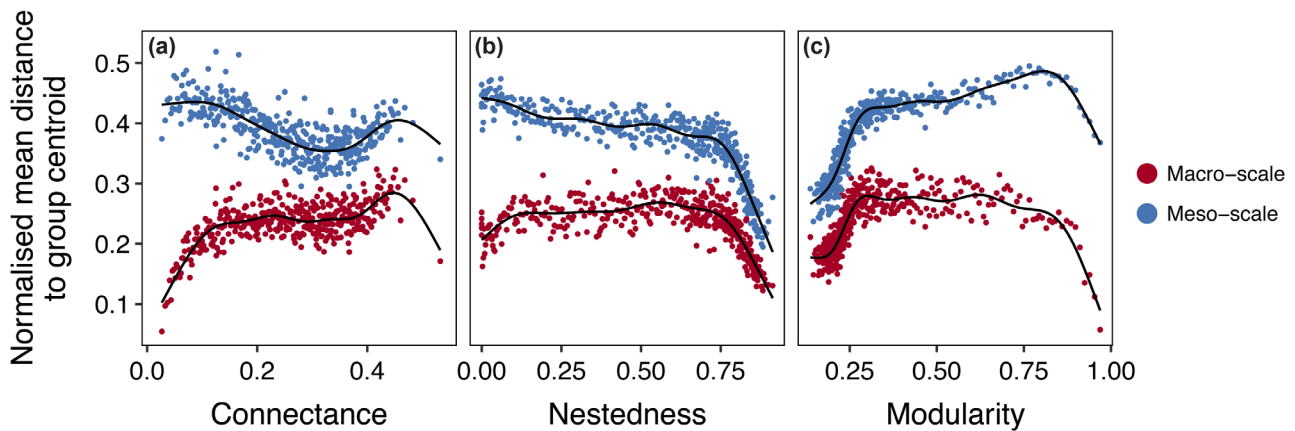 (a)
(b)
(c)
Normalised mean distance
to group centroid
0.5
0.4
0.3
0.2
0.1
0.0 0.2 0.4
0.00 0.25 0.50 0.75
0.25 0.50 0.75 1.00
Connectance
Nestedness
Modularity
Macro−scale
Meso−scale